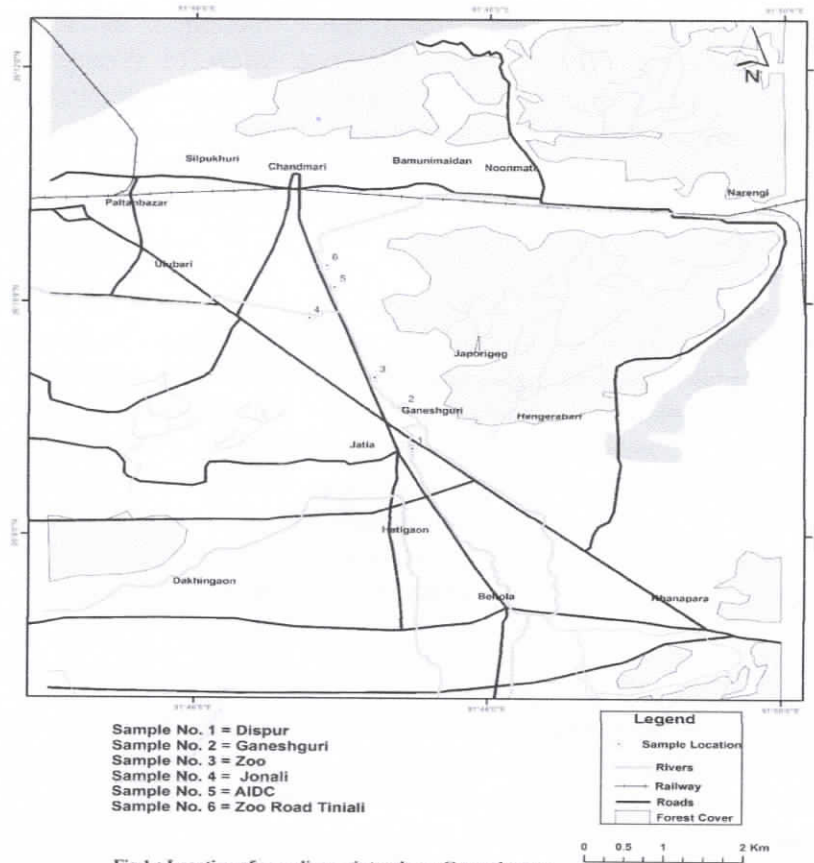 N
Silpukhuri
Chandmari
Bamunimaidan
Noonmati
Narengi
Paltanbazar
Ulubari
6
5
4
Japorigog
3
2
Ganeshguri
Hengerabari
Jatia
1
Hatigaon
Dakhingaon
Beltola
Khanapara
Sample No. 1 = Dispur
Sample No. 2 = Ganeshguri
Sample No. 3 = Zoo
Sample No. 4 = Jonali
Sample No. 5 = AIDC
Sample No. 6 = Zoo Road Tiniali
Legend
Sample Location
Rivers
Railway
Roads
Forest Cover
0 0.5 1 2 Km